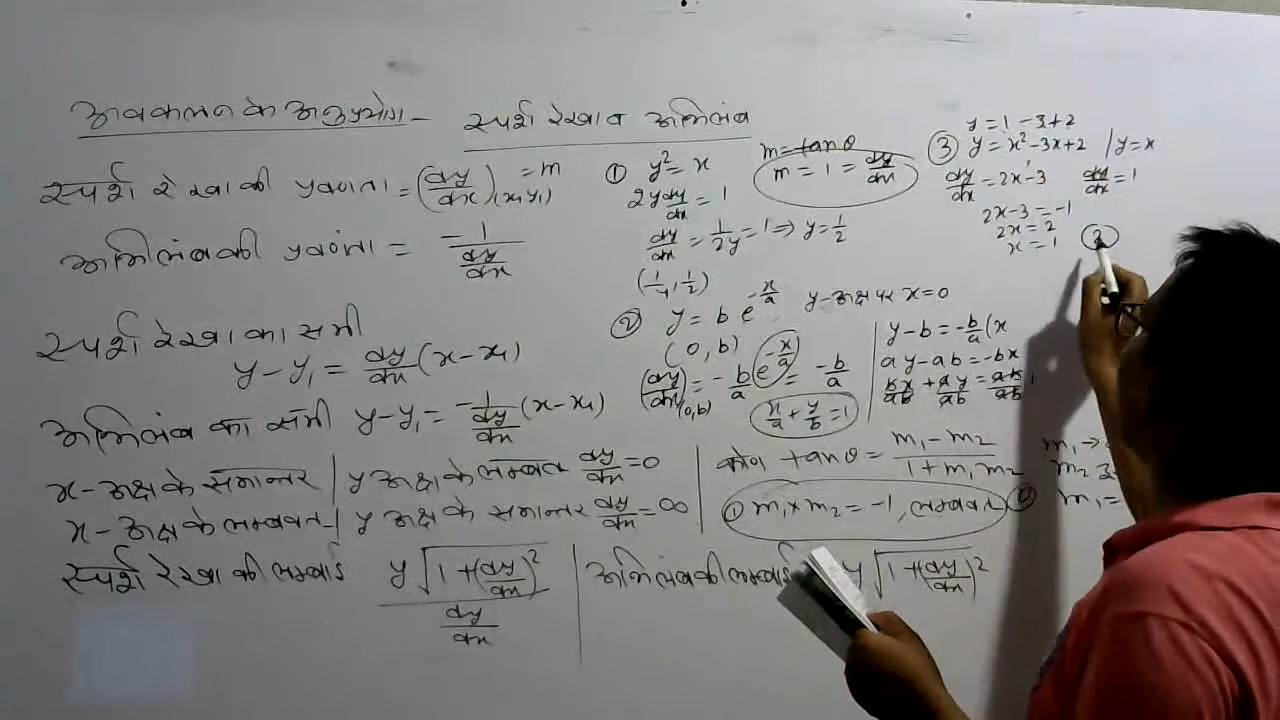 अवकलन के अनुप्रयोग - स्पर्श रेखा व अभिलंब
स्पर्श रेखा की प्रवणता = (dy/dx)(x₁ y₁) = m
अभिलंब की प्रवणता = -1/(dy/dx)
स्पर्श रेखा का समी
y - y₁ = dy/dx (x - x₁)
अभिलंब का समी y - y₁ = -1/(dy/dx) (x - x₁)
x - अक्ष के समान्तर | y अक्ष के लम्बवत dy/dx = 0
x - अक्ष के लम्बवत - | y अक्ष के समान्तर dy/dx = ∞
स्पर्श रेखा की लम्बाई y√(1+(dy/dx)²) / (dy/dx)
अभिलंब की लम्बाई y√(1+(dy/dx)²)
① y² = x
2y dy/dx = 1
dy/dx = 1/2y = 1 ⇒ y = 1/2
(1/4, 1/2)
m = tanθ
m = 1 = dy/dx
② y = b e^(-x/a) y - अक्ष पर x = 0
(0, b)
(dy/dx)(0,b) = -b/a e^(-x/a) = -b/a
x/a + y/b = 1
y - b = -b/a (x
ay - ab = -bx
bx/ab + ay/ab = ab/ab
y = 1 - 3 + 2
③ y = x² - 3x + 2 / y = x
dy/dx = 2x - 3 dy/dx = 1
2x - 3 = -1
2x = 2
x = 1
कोण tanθ = (m₁ - m₂)/(1 + m₁ m₂) m₁ →
m₂
① m₁ × m₂ = -1, लम्बवत ② m₁ =